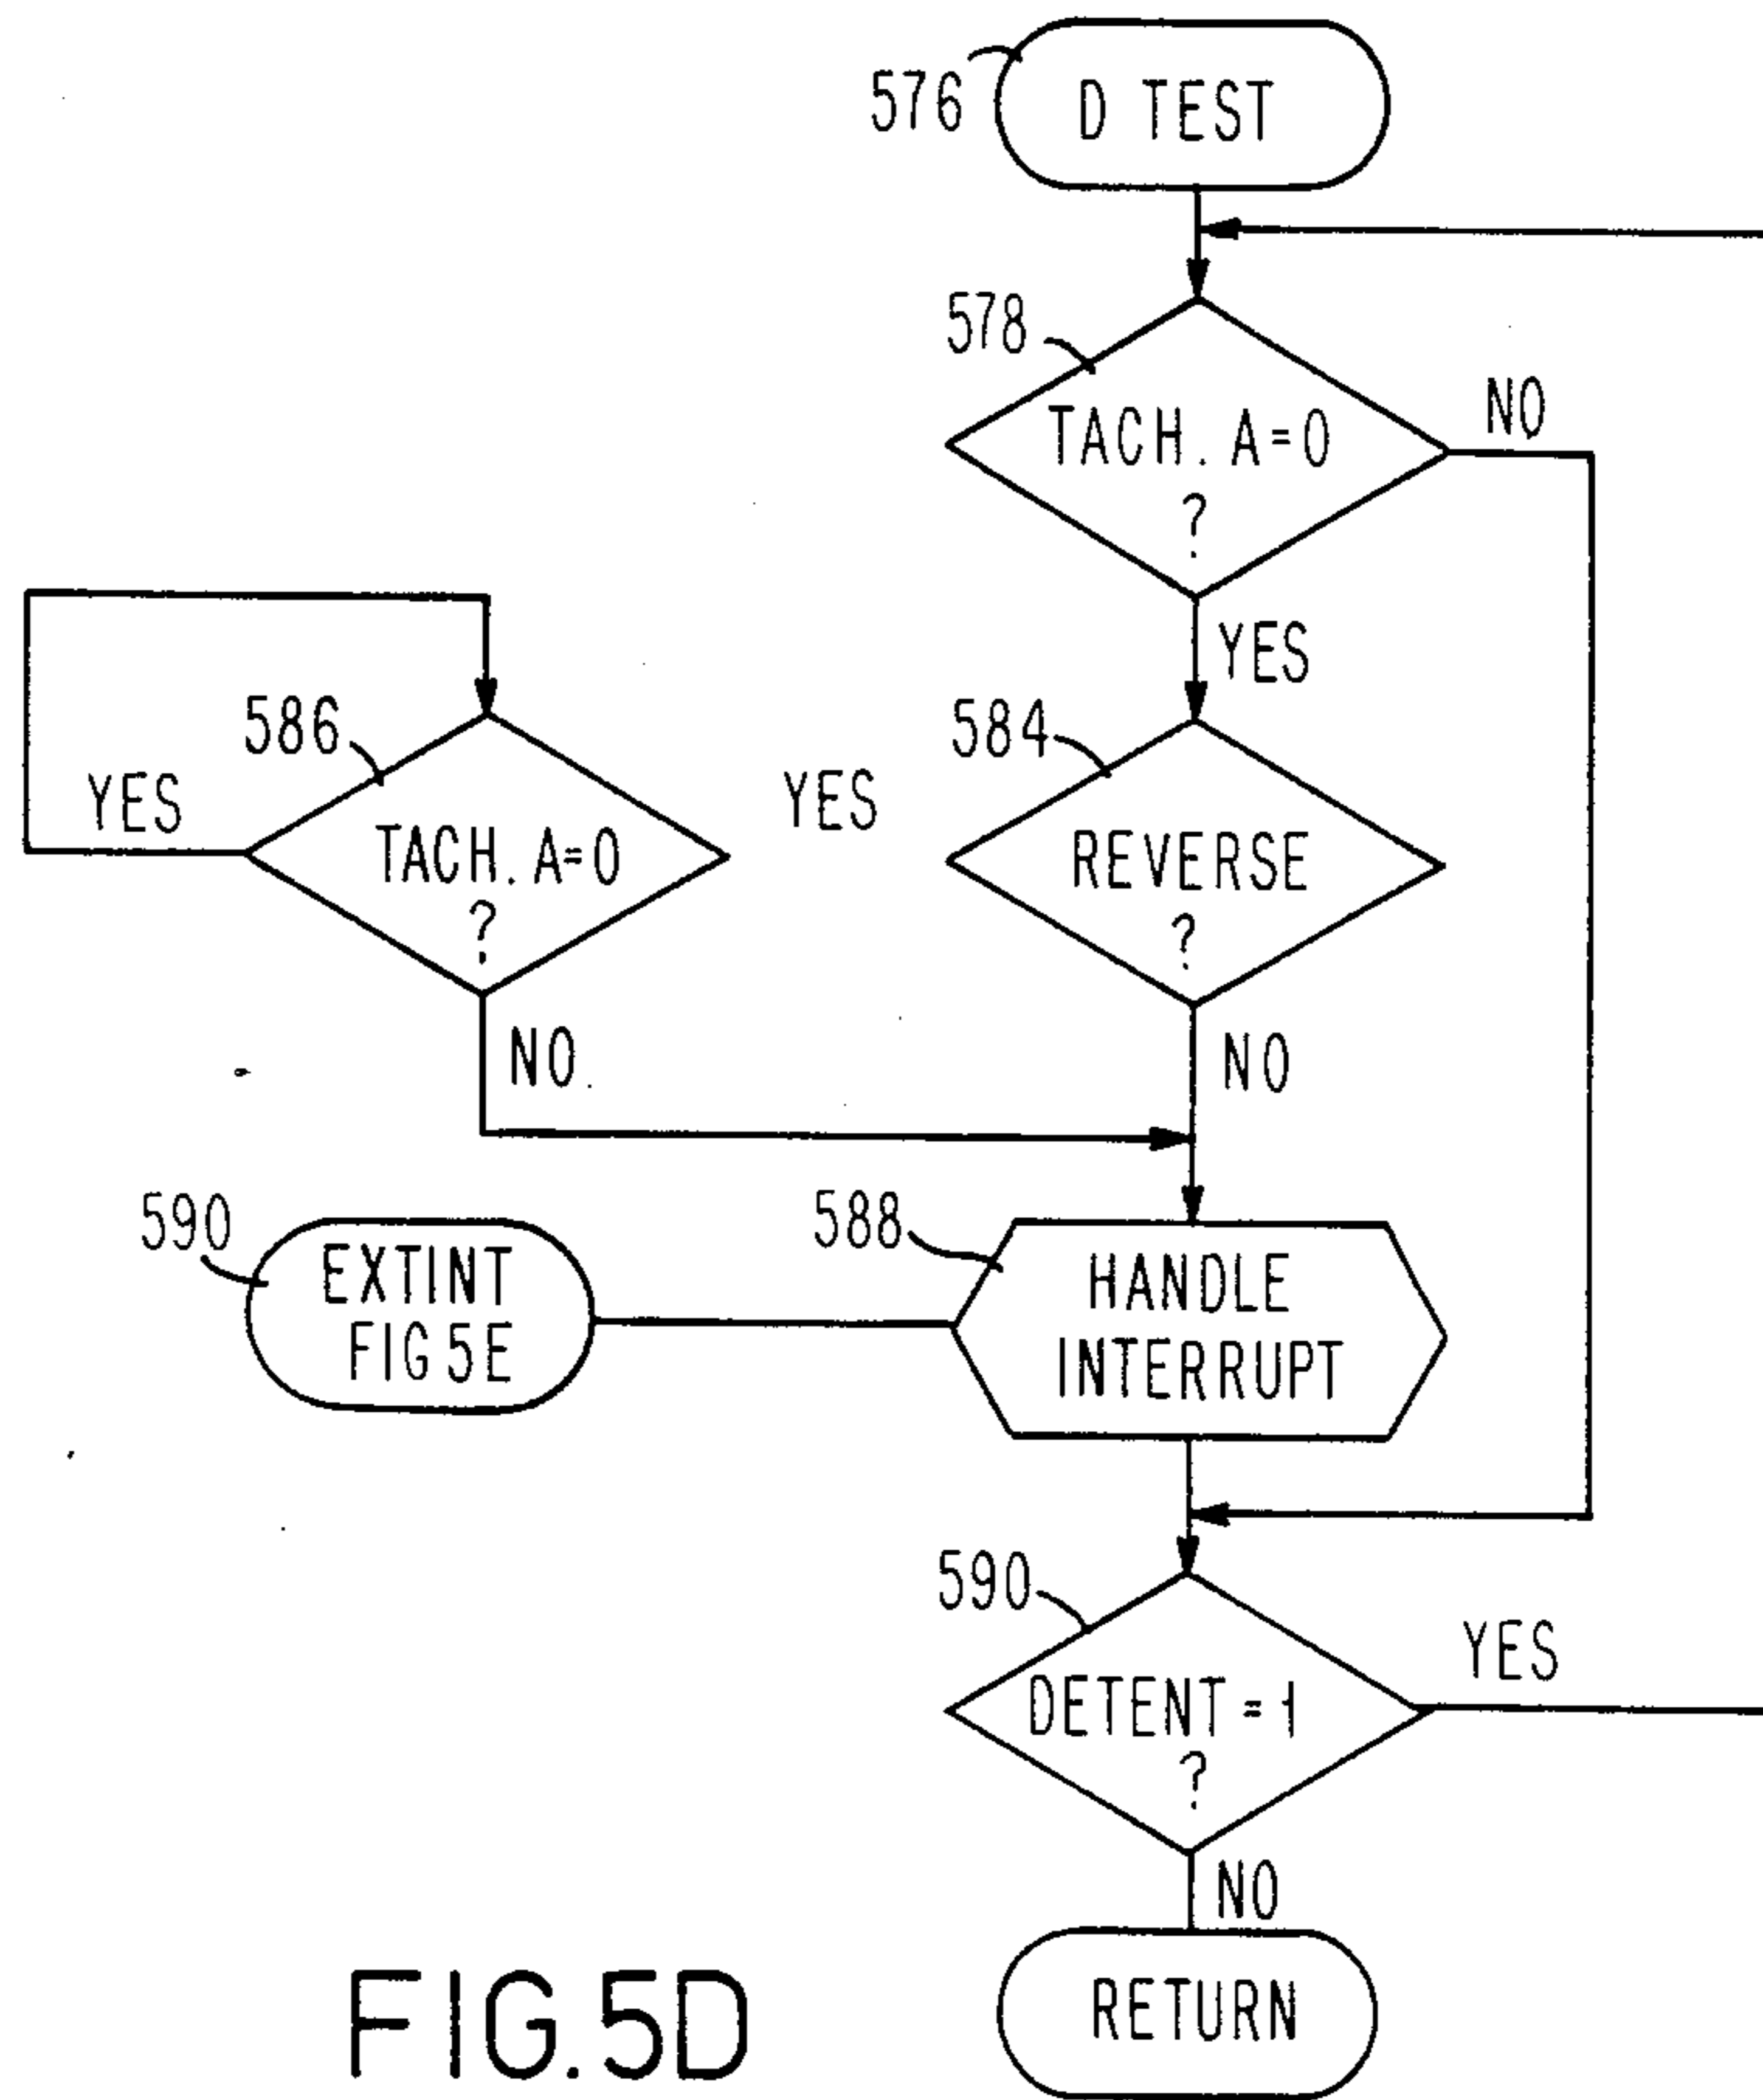 576
D TEST
578
NO
TACH. A=0
?
YES
586
584
YES
YES
TACH. A=0
?
REVERSE
?
NO
NO
590
EXTINT
FIG 5E
588
HANDLE
INTERRUPT
590
YES
DETENT=1
?
NO
RETURN
FIG.5D